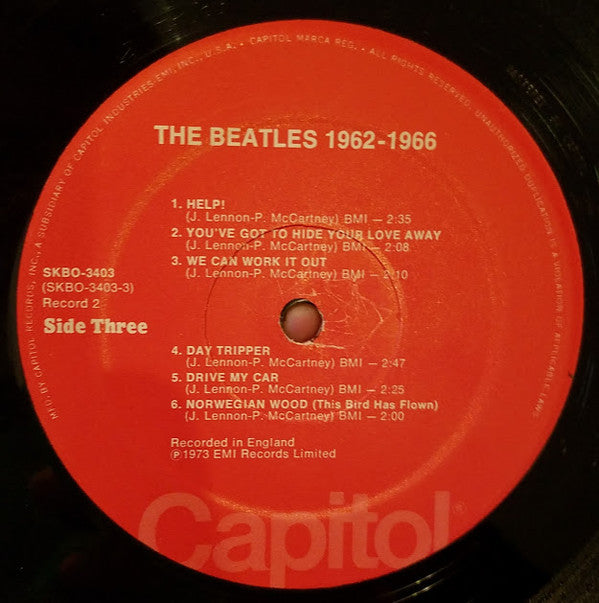 MFD. BY CAPITOL RECORDS, INC., A SUBSIDIARY OF CAPITOL INDUSTRIES-EMI, INC., U.S.A. • CAPITOL MARCA REG. • ALL RIGHTS RESERVED. UNAUTHORIZED DUPLICATION IS A VIOLATION OF APPLICABLE LAWS.
THE BEATLES 1962-1966
1. HELP!
(J. Lennon-P. McCartney) BMI — 2:35
2. YOU'VE GOT TO HIDE YOUR LOVE AWAY
(J. Lennon-P. McCartney) BMI — 2:08
3. WE CAN WORK IT OUT
(J. Lennon-P. McCartney) BMI — 2:10
SKBO-3403
(SKBO-3403-3)
Record 2
Side Three
4. DAY TRIPPER
(J. Lennon-P. McCartney) BMI — 2:47
5. DRIVE MY CAR
(J. Lennon-P. McCartney) BMI — 2:25
6. NORWEGIAN WOOD (This Bird Has Flown)
(J. Lennon-P. McCartney) BMI — 2:00
Recorded in England
℗1973 EMI Records Limited
Capitol®